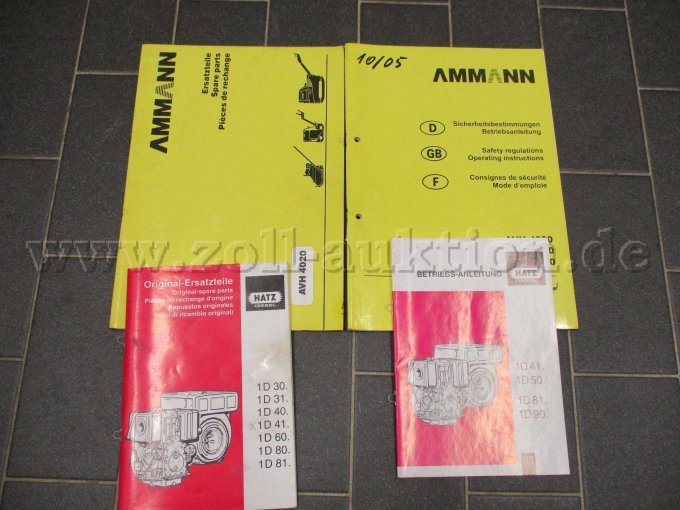 AMMANN
Ersatzteile
Spare parts
Pièces de rechange
AVH 4020
10/05
AMMANN
D
Sicherheitsbestimmungen
Betriebsanleitung
GB
Safety regulations
Operating instructions
F
Consignes de sécurité
Mode d'emploie
www.zoll-auktion.de
Original-Ersatzteile
Original-spare parts
Pièces de rechange d'origine
Repuestos originales
Pezzi di ricambio originali
HATZ
DIESEL
1D 30.
1D 31.
1D 40.
x 1D 41.
1D 60.
1D 80.
1D 81.
BETRIEBS-ANLEITUNG
HATZ
1D41.
1D50.
1D81.
1D90.